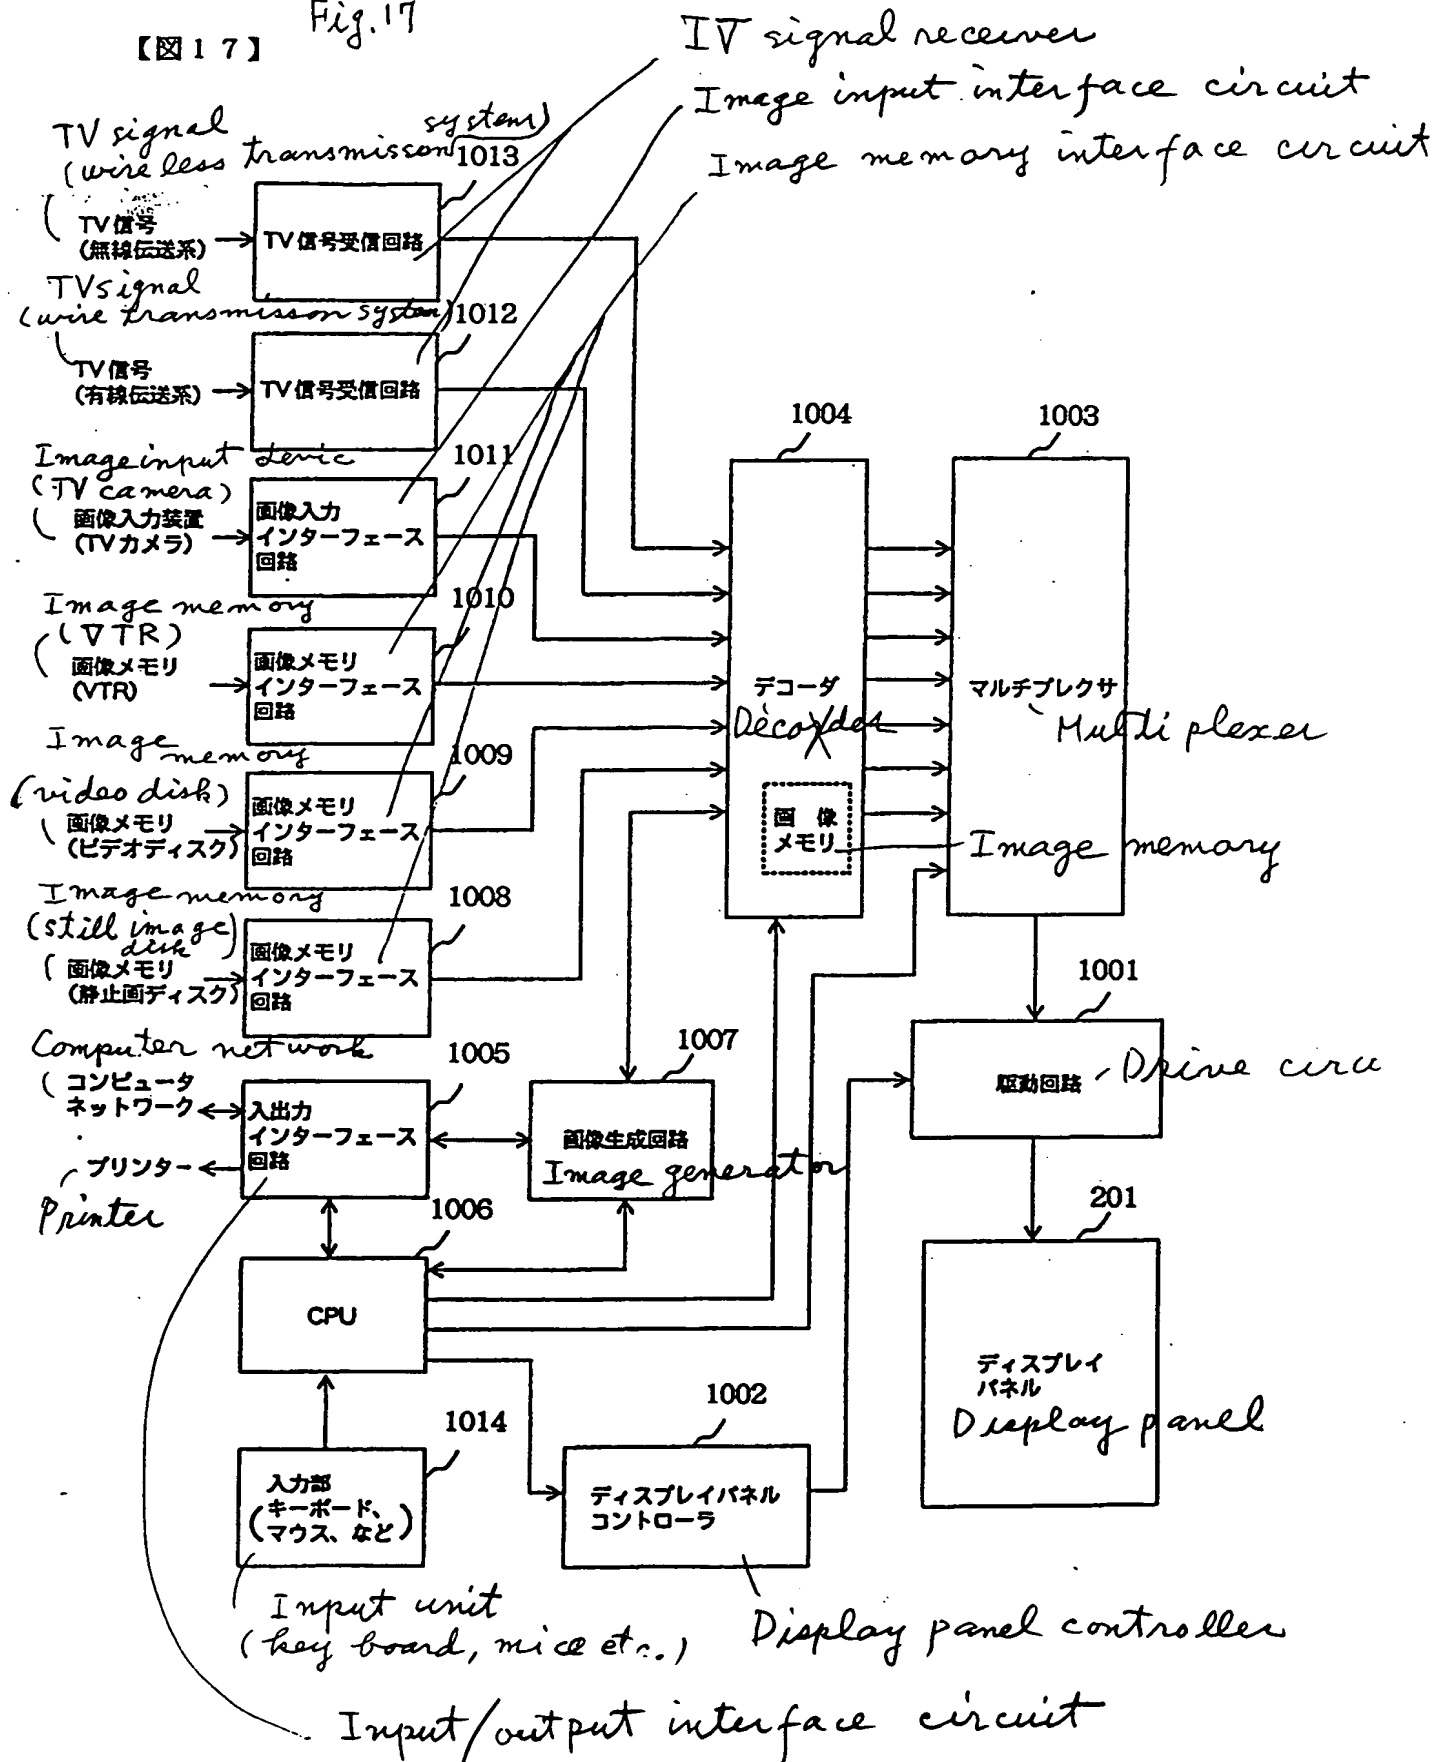 Fig.17
【図１７】
TV signal receiver
Image input interface circuit
Image memory interface circuit
TV signal
(wireless transmisson system)
1013
TV信号
(無線伝送系)
TV信号受信回路
TV signal
(wire transmisson system)
1012
TV信号
(有線伝送系)
TV信号受信回路
1004
1003
Image input devic
(TV camera)
1011
画像入力装置
(TVカメラ)
画像入力
インターフェース
回路
Image memory
(VTR)
1010
画像メモリ
(VTR)
画像メモリ
インターフェース
回路
デコーダ
マルチプレクサ
Multi plexer
Image memory
(video disk)
1009
画像メモリ
(ビデオディスク)
画像メモリ
インターフェース
回路
画 像
メモリ
Image memory
Image memory
(still image disk)
1008
画像メモリ
(静止画ディスク)
画像メモリ
インターフェース
回路
1001
駆動回路
Drive circu
Computer network
1005
1007
コンピュータ
ネットワーク
プリンター
Printer
入出力
インターフェース
回路
画像生成回路
Image generator
1006
CPU
201
ディスプレイ
パネル
Display panel
1014
1002
入力部
(キーボード、
マウス、など)
ディスプレイパネル
コントローラ
Input unit
(key board, mice etc.)
Display panel controller
Input/output interface circuit